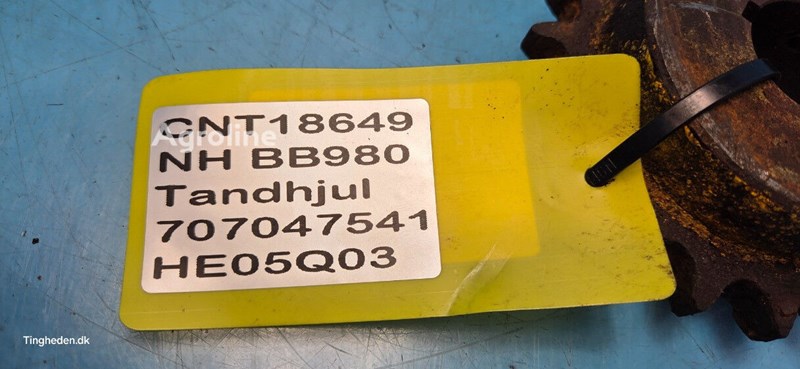 CNT18649
Agroline
NH BB980
Tandhjul
707047541
HE05Q03
Tingheden.dk